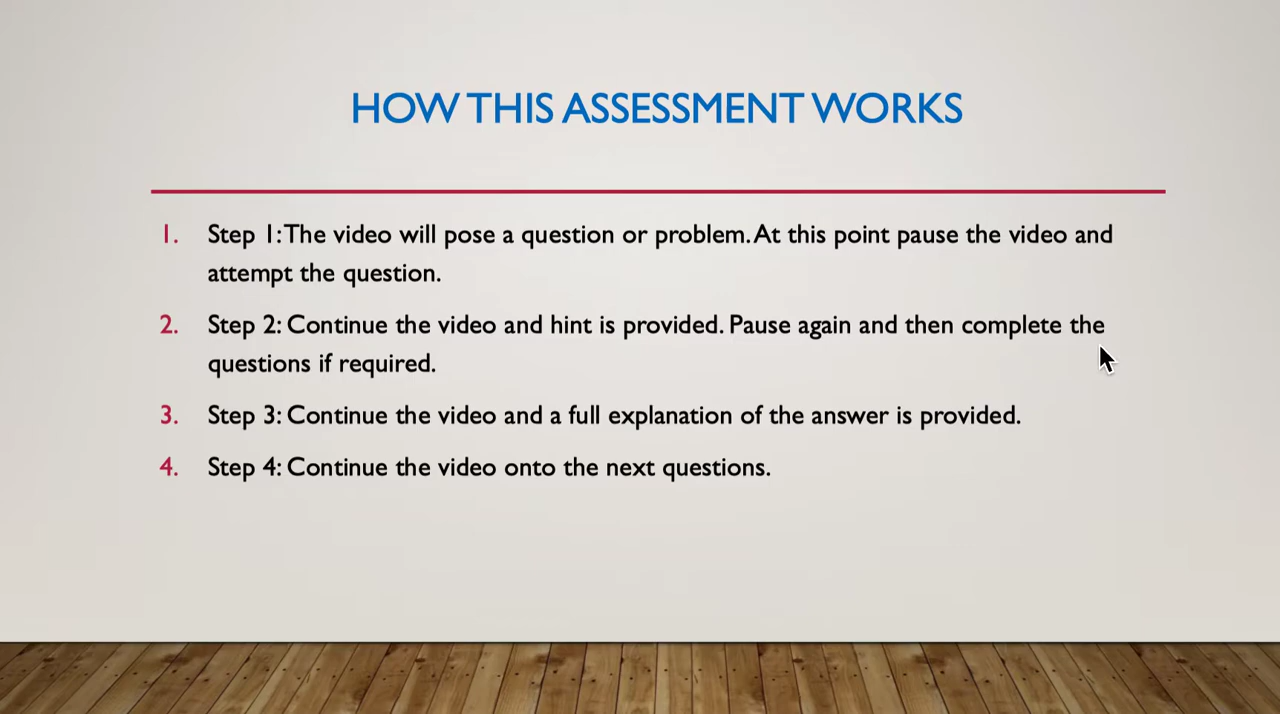 HOW THIS ASSESSMENT WORKS
1. Step 1: The video will pose a question or problem. At this point pause the video and
attempt the question.
2. Step 2: Continue the video and hint is provided. Pause again and then complete the
questions if required.
3. Step 3: Continue the video and a full explanation of the answer is provided.
4. Step 4: Continue the video onto the next questions.